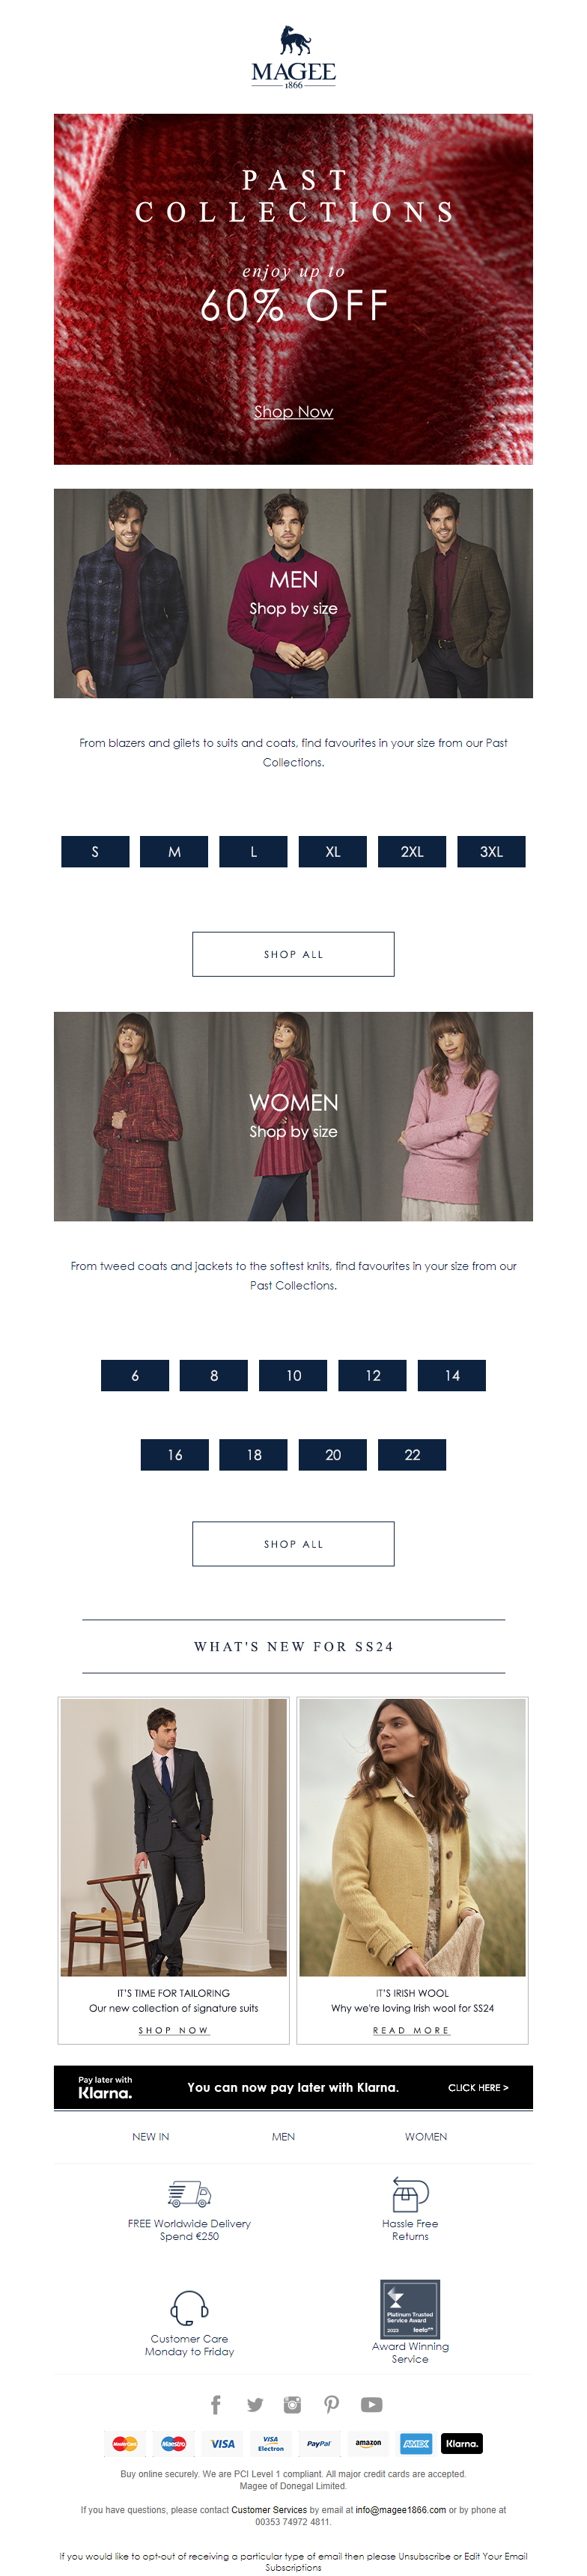 MAGEE
1866
PAST
COLLECTIONS
enjoy up to
60% OFF
Shop Now
MEN
Shop by size
From blazers and gilets to suits and coats, find favourites in your size from our Past
Collections.
S
M
L
XL
2XL
3XL
SHOP ALL
WOMEN
Shop by size
From tweed coats and jackets to the softest knits, find favourites in your size from our
Past Collections.
6
8
10
12
14
16
18
20
22
SHOP ALL
WHAT'S NEW FOR SS24
IT'S TIME FOR TAILORING
Our new collection of signature suits
SHOP NOW
IT'S IRISH WOOL
Why we're loving Irish wool for SS24
READ MORE
Pay later with
Klarna.
You can now pay later with Klarna.
CLICK HERE >
NEW IN
MEN
WOMEN
FREE Worldwide Delivery
Spend €250
Hassle Free
Returns
Customer Care
Monday to Friday
Platinum Trusted
Service Award
2023
feefo
Award Winning
Service
MasterCard
Maestro
VISA
VISA
Electron
PayPal
amazon
AMEX
Klarna.
Buy online securely. We are PCI Level 1 compliant. All major credit cards are accepted.
Magee of Donegal Limited.
If you have questions, please contact Customer Services by email at info@magee1866.com or by phone at
00353 74972 4811.
If you would like to opt-out of receiving a particular type of email then please Unsubscribe or Edit Your Email
Subscriptions